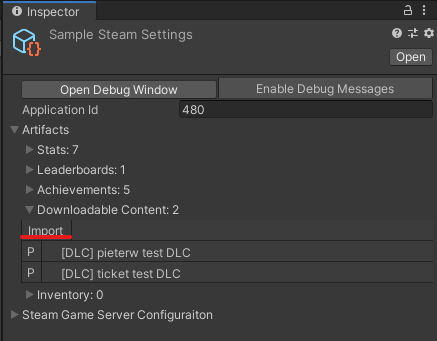 Inspector
Sample Steam Settings
Open
Open Debug Window Enable Debug Messages
Application Id 480
Artifacts
Stats: 7
Leaderboards: 1
Achievements: 5
Downloadable Content: 2
Import
P [DLC] pieterw test DLC
P [DLC] ticket test DLC
Inventory: 0
Steam Game Server Configuraiton